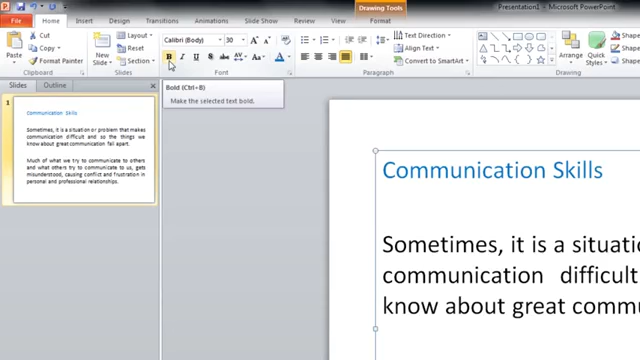 Drawing Tools
Presentation1 - Microsoft PowerPoint
File Home Insert Design Transitions Animations Slide Show Review View Format
Cut
Copy
Format Painter
Paste
Clipboard
New Slide
Layout
Reset
Section
Slides
Calibri (Body) 30
B I U S abc AV Aa A
Font
Text Direction
Align Text
Convert to SmartArt
Paragraph
Arrange
Quick Styles
Drawing
Slides Outline
Bold (Ctrl+B)
Make the selected text bold.
1
Communication Skills
Sometimes, it is a situation or problem that makes
communication difficult and so the things we
know about great communication fall apart.
Much of what we try to communicate to others
and what others try to communicate to us, gets
misunderstood, causing conflict and frustration in
personal and professional relationships.
Communication Skills
Sometimes, it is a situati
communication difficult
know about great commu